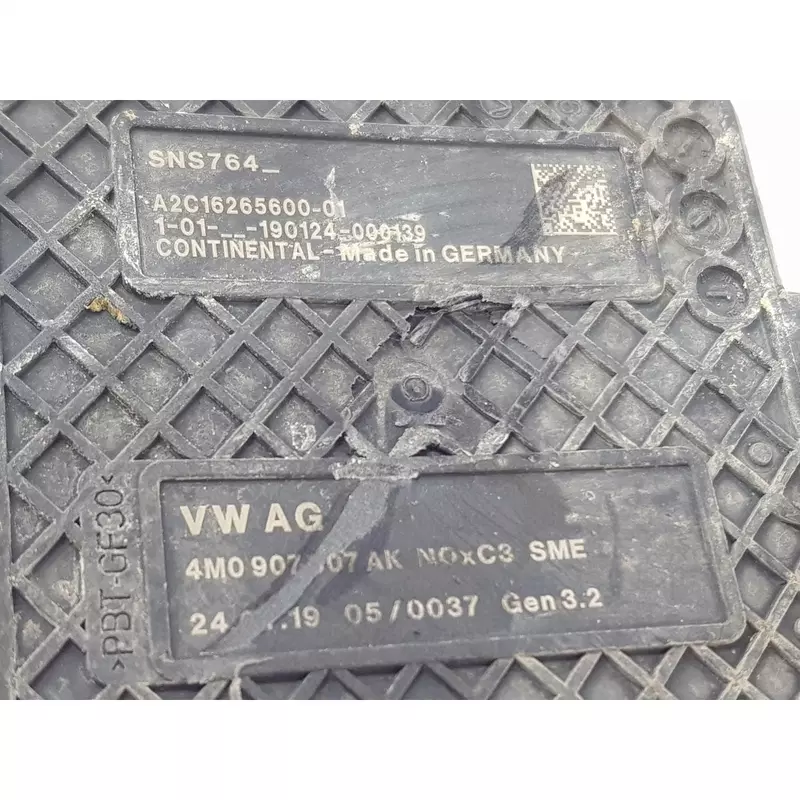 SNS764_
A2C16265600-01
1-01-__-190124-000139
CONTINENTAL - Made in GERMANY
VW AG
4M0 AK NOxC3 SME
05/0037 Gen 3.2
>PBT-GF30<